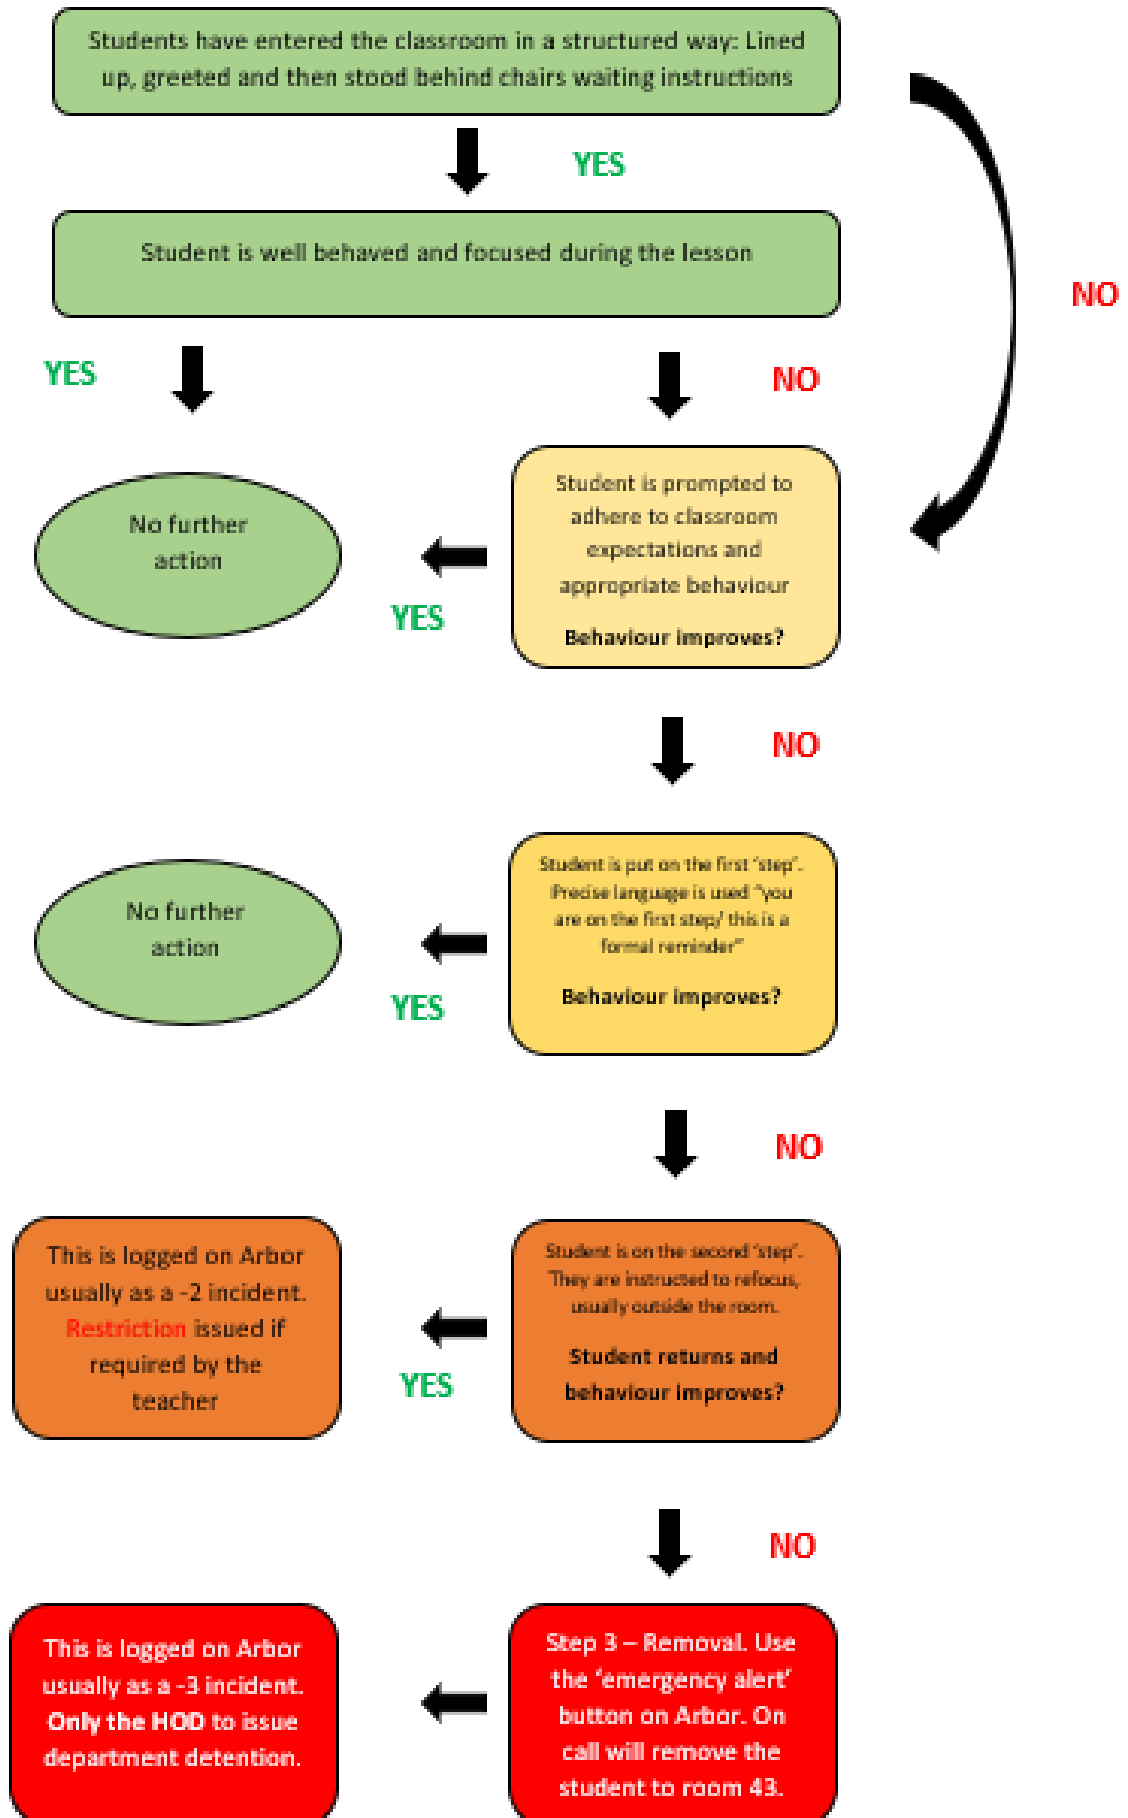 Students have entered the classroom in a structured way: Lined
up, greeted and then stood behind chairs waiting instructions
YES
Student is well behaved and focused during the lesson
NO
YES
NO
No further
action
YES
Student is prompted to
adhere to classroom
expectations and
appropriate behaviour
Behaviour improves?
NO
No further
action
YES
Student is put on the first ‘step’.
Precise language is used “you
are on the first step/ this is a
formal reminder”
Behaviour improves?
NO
This is logged on Arbor
usually as a -2 incident.
Restriction issued if
required by the
teacher
YES
Student is on the second ‘step’.
They are instructed to refocus,
usually outside the room.
Student returns and
behaviour improves?
NO
This is logged on Arbor
usually as a -3 incident.
Only the HOD to issue
department detention.
Step 3 – Removal. Use
the ‘emergency alert’
button on Arbor. On
call will remove the
student to room 43.